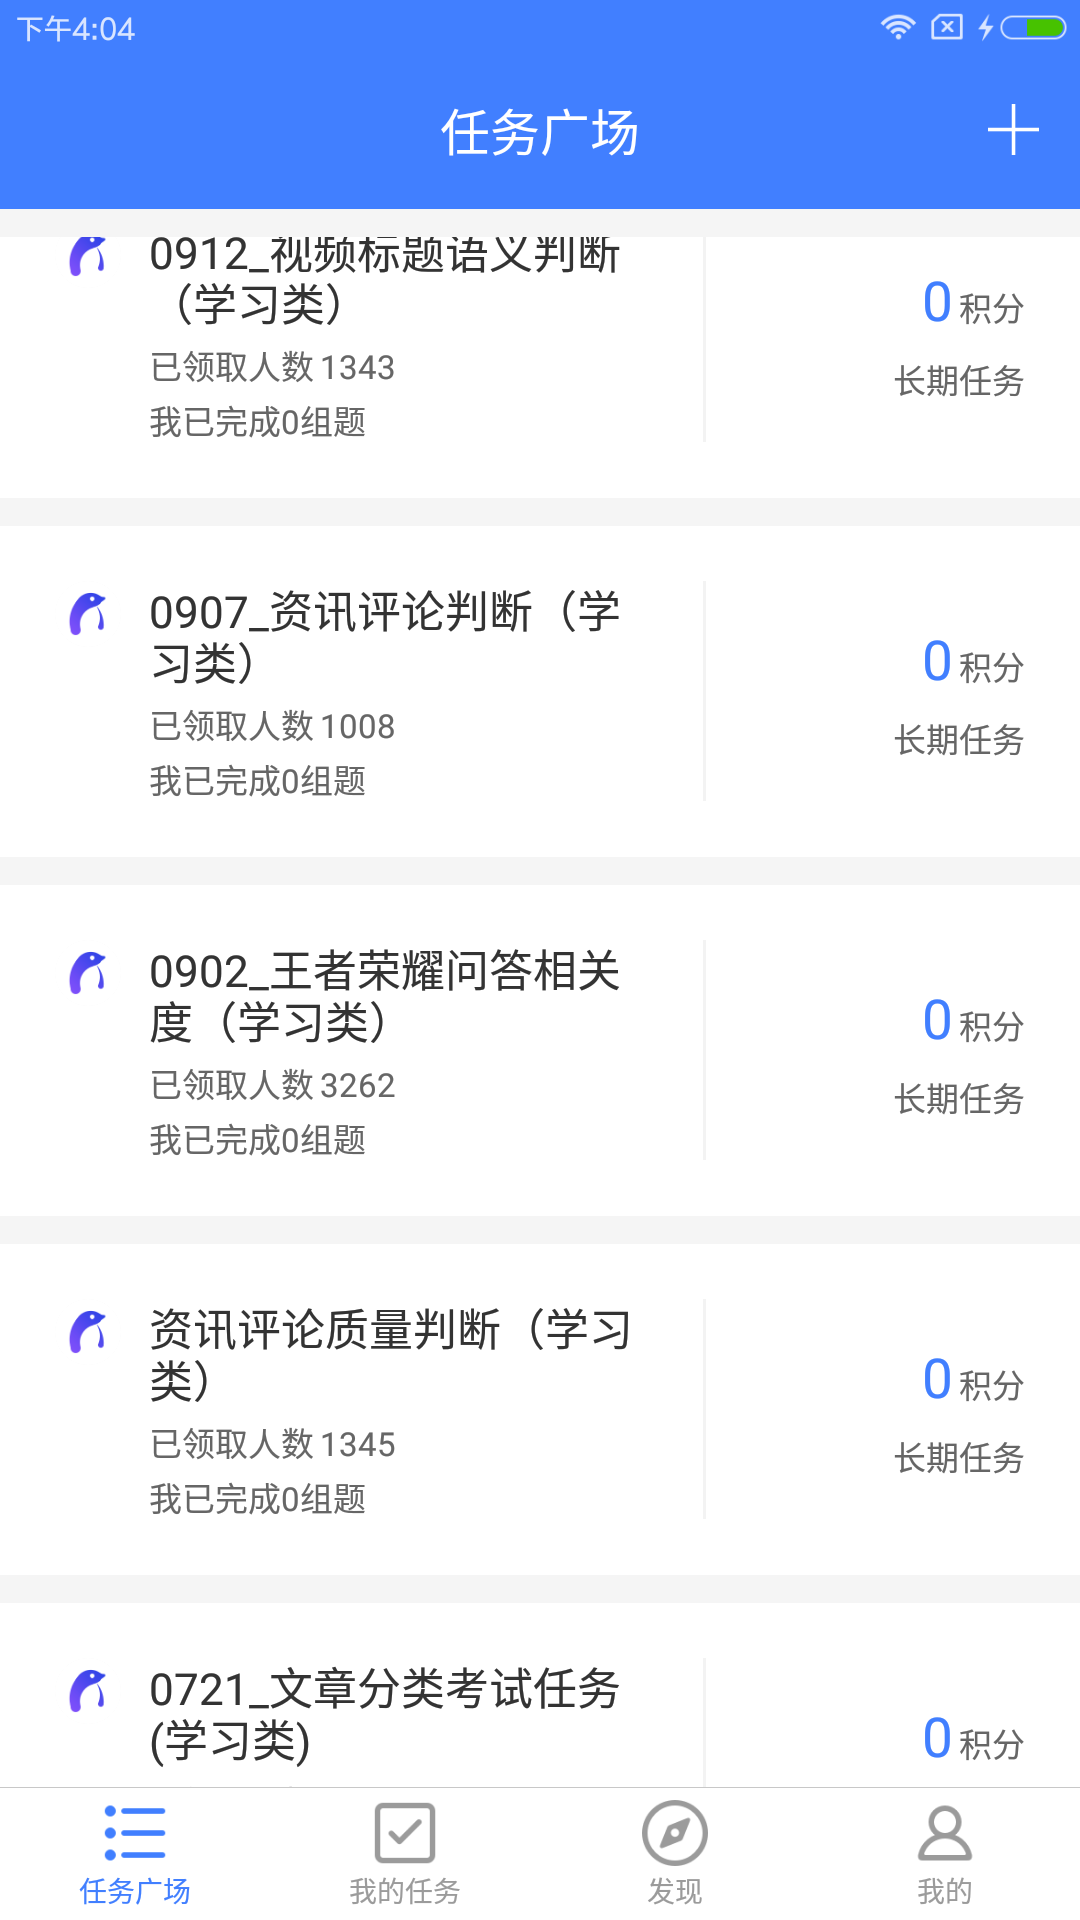 下午4:04
任务广场
0912_视频标题语义判断
（学习类）
0 积分
已领取人数 1343
长期任务
我已完成0组题
0907_资讯评论判断（学
习类）
0 积分
已领取人数 1008
长期任务
我已完成0组题
0902_王者荣耀问答相关
度（学习类）
0 积分
已领取人数 3262
长期任务
我已完成0组题
资讯评论质量判断（学习
类）
0 积分
已领取人数 1345
长期任务
我已完成0组题
0721_文章分类考试任务
(学习类)
0 积分
任务广场
我的任务
发现
我的